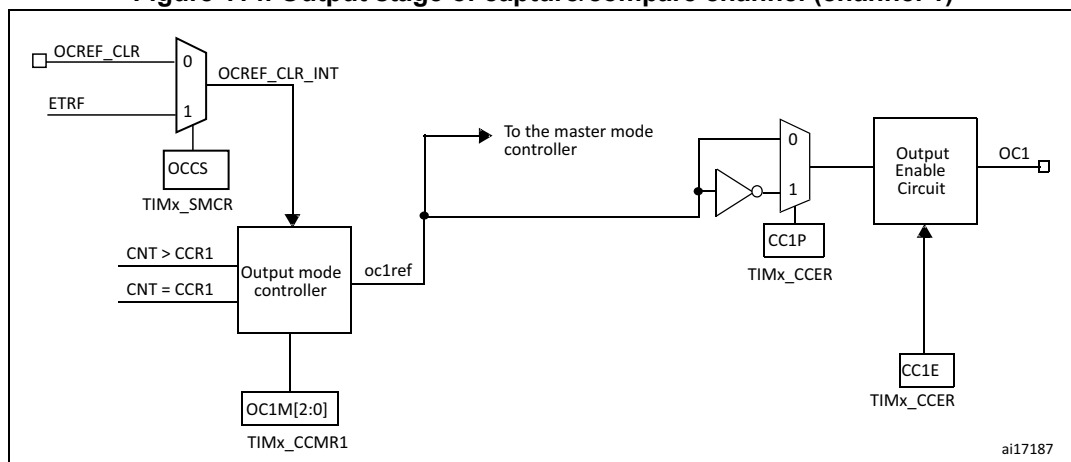 Figure 174. Output stage of capture/compare channel (channel 1)
OCREF_CLR
0
OCREF_CLR_INT
ETRF
1
To the master mode
controller
0
Output
Enable
Circuit
OC1
OCCS
TIMx_SMCR
1
CC1P
TIMx_CCER
CNT > CCR1
CNT = CCR1
Output mode
controller
oc1ref
CC1E
TIMx_CCER
OC1M[2:0]
TIMx_CCMR1
ai17187